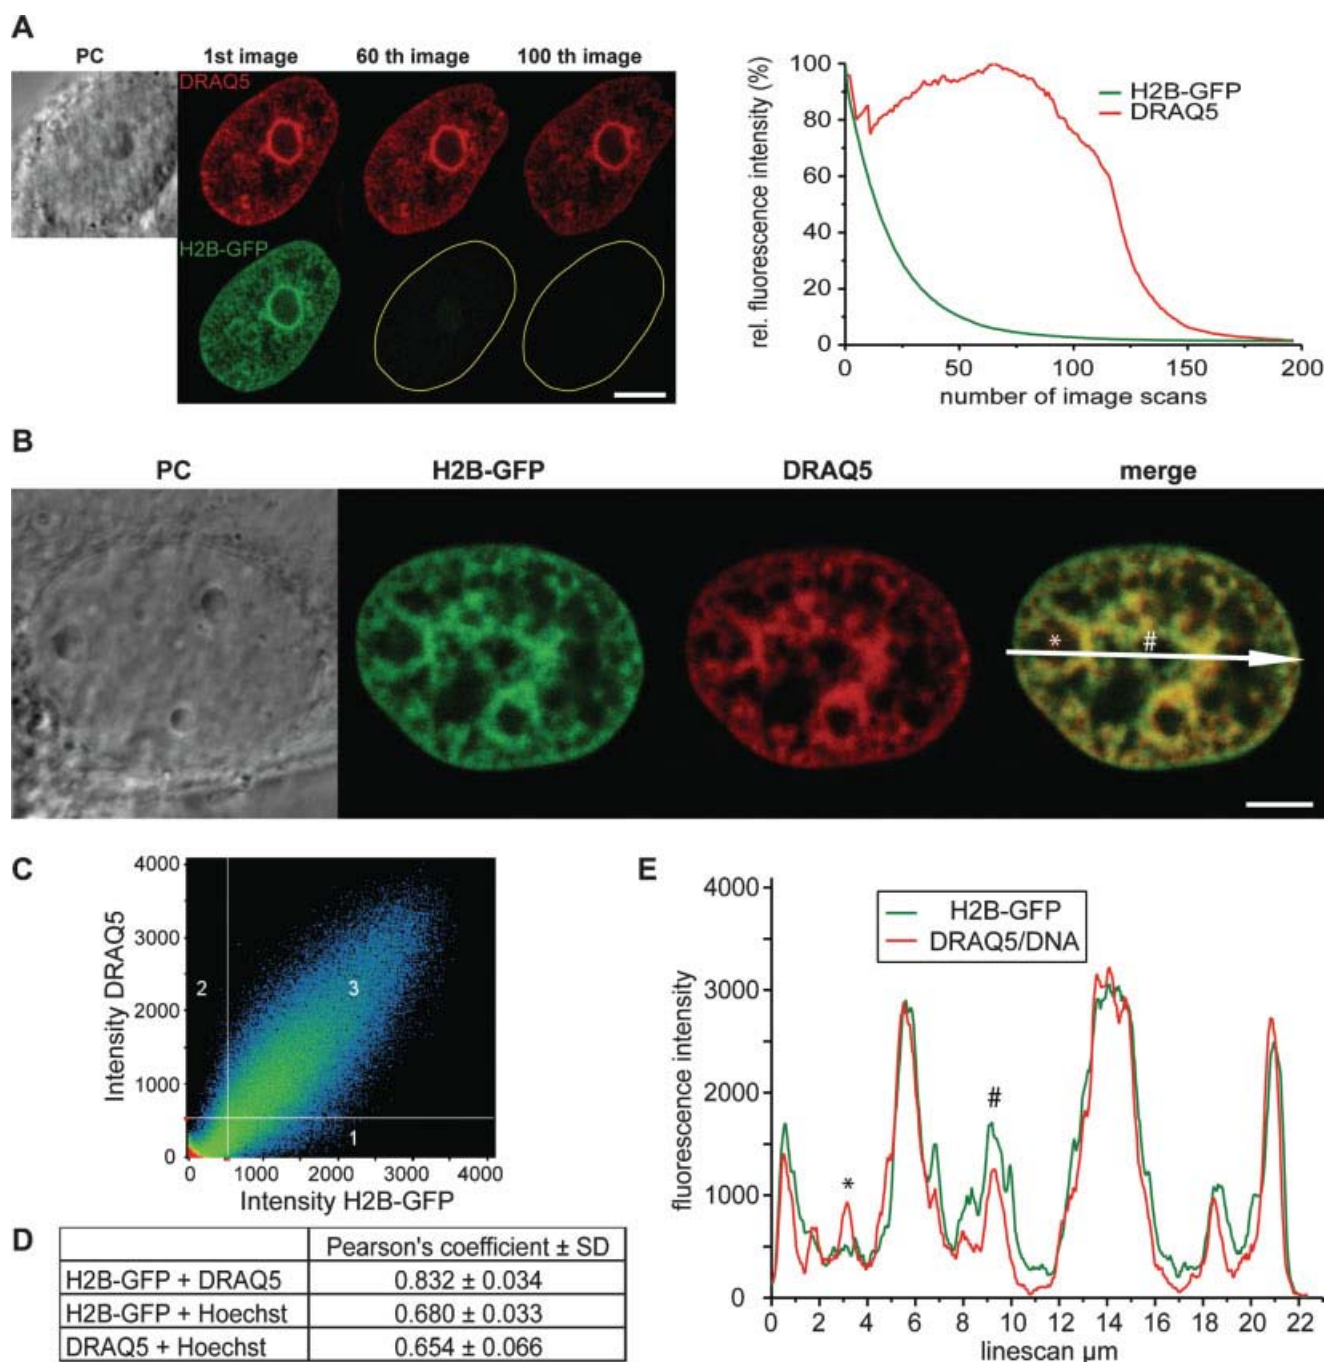 A
PC 1st image 60 th image 100 th image
DRAQ5
H2B-GFP
rel. fluorescence intensity (%)
100
80
60
40
20
0
H2B-GFP
DRAQ5
0 50 100 150 200
number of image scans
B
PC H2B-GFP DRAQ5 merge
* #
C
Intensity DRAQ5
4000
3000
2000
1000
0
2 3
1
0 1000 2000 3000 4000
Intensity H2B-GFP
D
Pearson's coefficient ± SD
H2B-GFP + DRAQ5 0.832 ± 0.034
H2B-GFP + Hoechst 0.680 ± 0.033
DRAQ5 + Hoechst 0.654 ± 0.066
E
fluorescence intensity
4000
3000
2000
1000
0
H2B-GFP
DRAQ5/DNA
* #
0 2 4 6 8 10 12 14 16 18 20 22
linescan µm